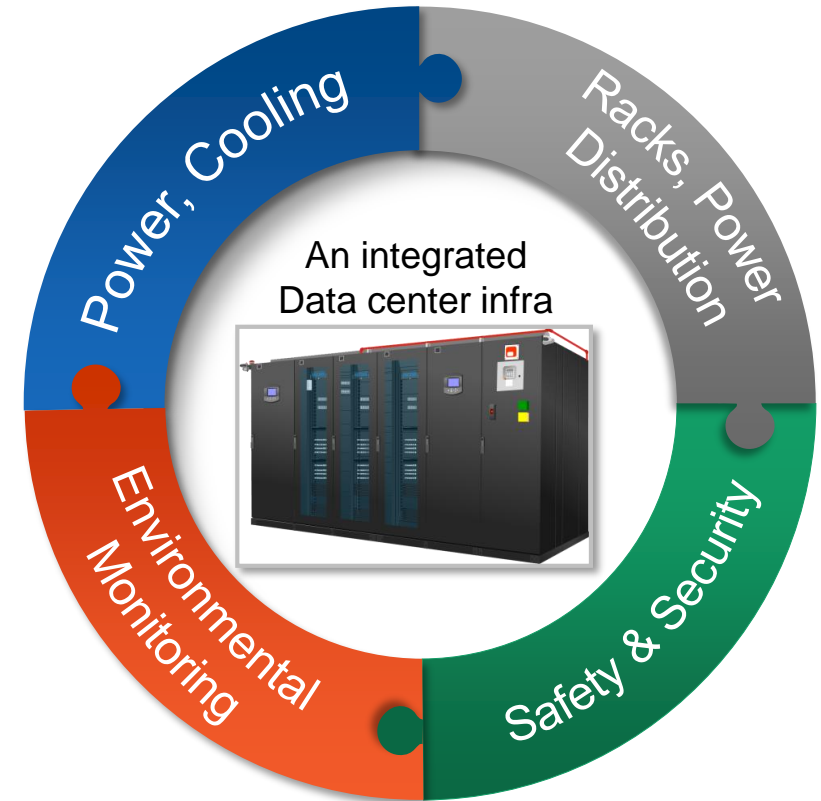 Power, Cooling
Racks, Power
Distribution
An integrated
Data center infra
Environmental
Monitoring
Safety & Security